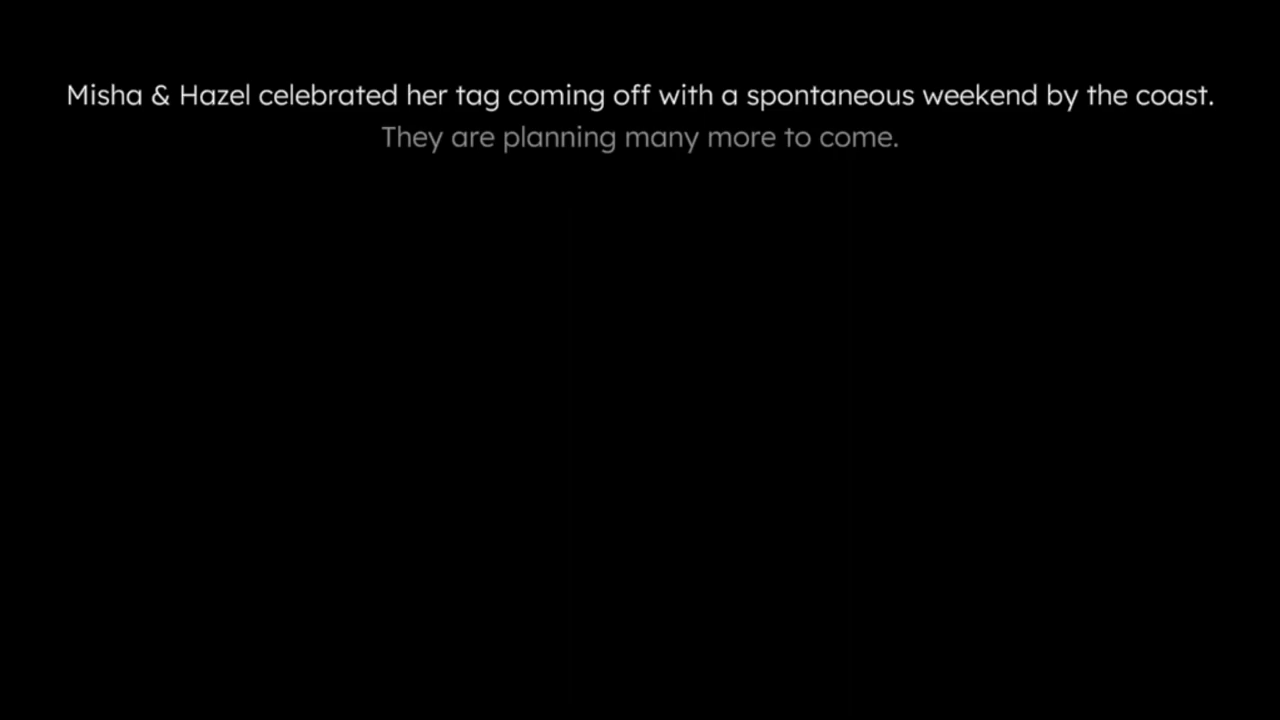 Misha & Hazel celebrated her tag coming off with a spontaneous weekend by the coast.
They are planning many more to come.